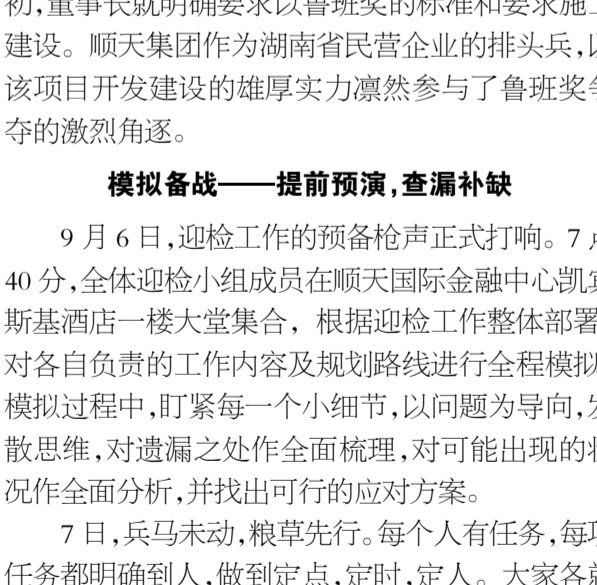 初,董事长就明确要求以鲁班奖的标准和要求施
建设。顺天集团作为湖南省民营企业的排头兵,以
该项目开发建设的雄厚实力凛然参与了鲁班奖争
夺的激烈角逐。
模拟备战——提前预演,查漏补缺
9 月 6 日,迎检工作的预备枪声正式打响。7 点
40 分,全体迎检小组成员在顺天国际金融中心凯宾
斯基酒店一楼大堂集合，根据迎检工作整体部署
对各自负责的工作内容及规划路线进行全程模拟
模拟过程中,盯紧每一个小细节,以问题为导向,发
散思维,对遗漏之处作全面梳理,对可能出现的状
况作全面分析,并找出可行的应对方案。
7 日,兵马未动,粮草先行。每个人有任务,每项
任务都明确到人,做到定点,定时,定人。大家各